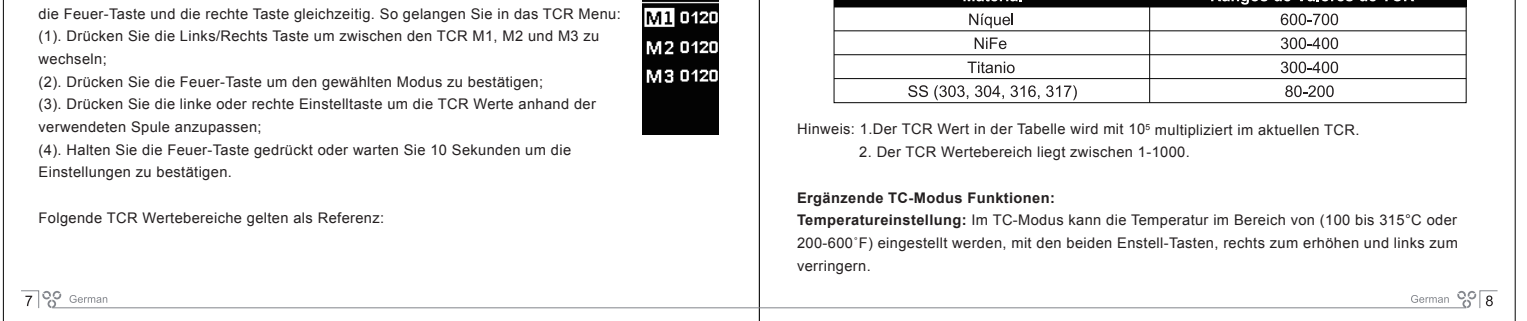 die Feuer-Taste und die rechte Taste gleichzeitig. So gelangen Sie in das TCR Menu:
(1). Drücken Sie die Links/Rechts Taste um zwischen den TCR M1, M2 und M3 zu
wechseln;
(2). Drücken Sie die Feuer-Taste um den gewählten Modus zu bestätigen;
(3). Drücken Sie die linke oder rechte Einstelltaste um die TCR Werte anhand der
verwendeten Spule anzupassen;
(4). Halten Sie die Feuer-Taste gedrückt oder warten Sie 10 Sekunden um die
Einstellungen zu bestätigen.
M1 0120
M2 0120
M3 0120
Folgende TCR Wertebereiche gelten als Referenz:
7 German
Níquel 600-700
NiFe 300-400
Titanio 300-400
SS (303, 304, 316, 317) 80-200
Hinweis: 1.Der TCR Wert in der Tabelle wird mit 10⁵ multipliziert im aktuellen TCR.
2. Der TCR Wertebereich liegt zwischen 1-1000.
Ergänzende TC-Modus Funktionen:
Temperatureinstellung: Im TC-Modus kann die Temperatur im Bereich von (100 bis 315°C oder
200-600˚F) eingestellt werden, mit den beiden Enstell-Tasten, rechts zum erhöhen und links zum
verringern.
German 8